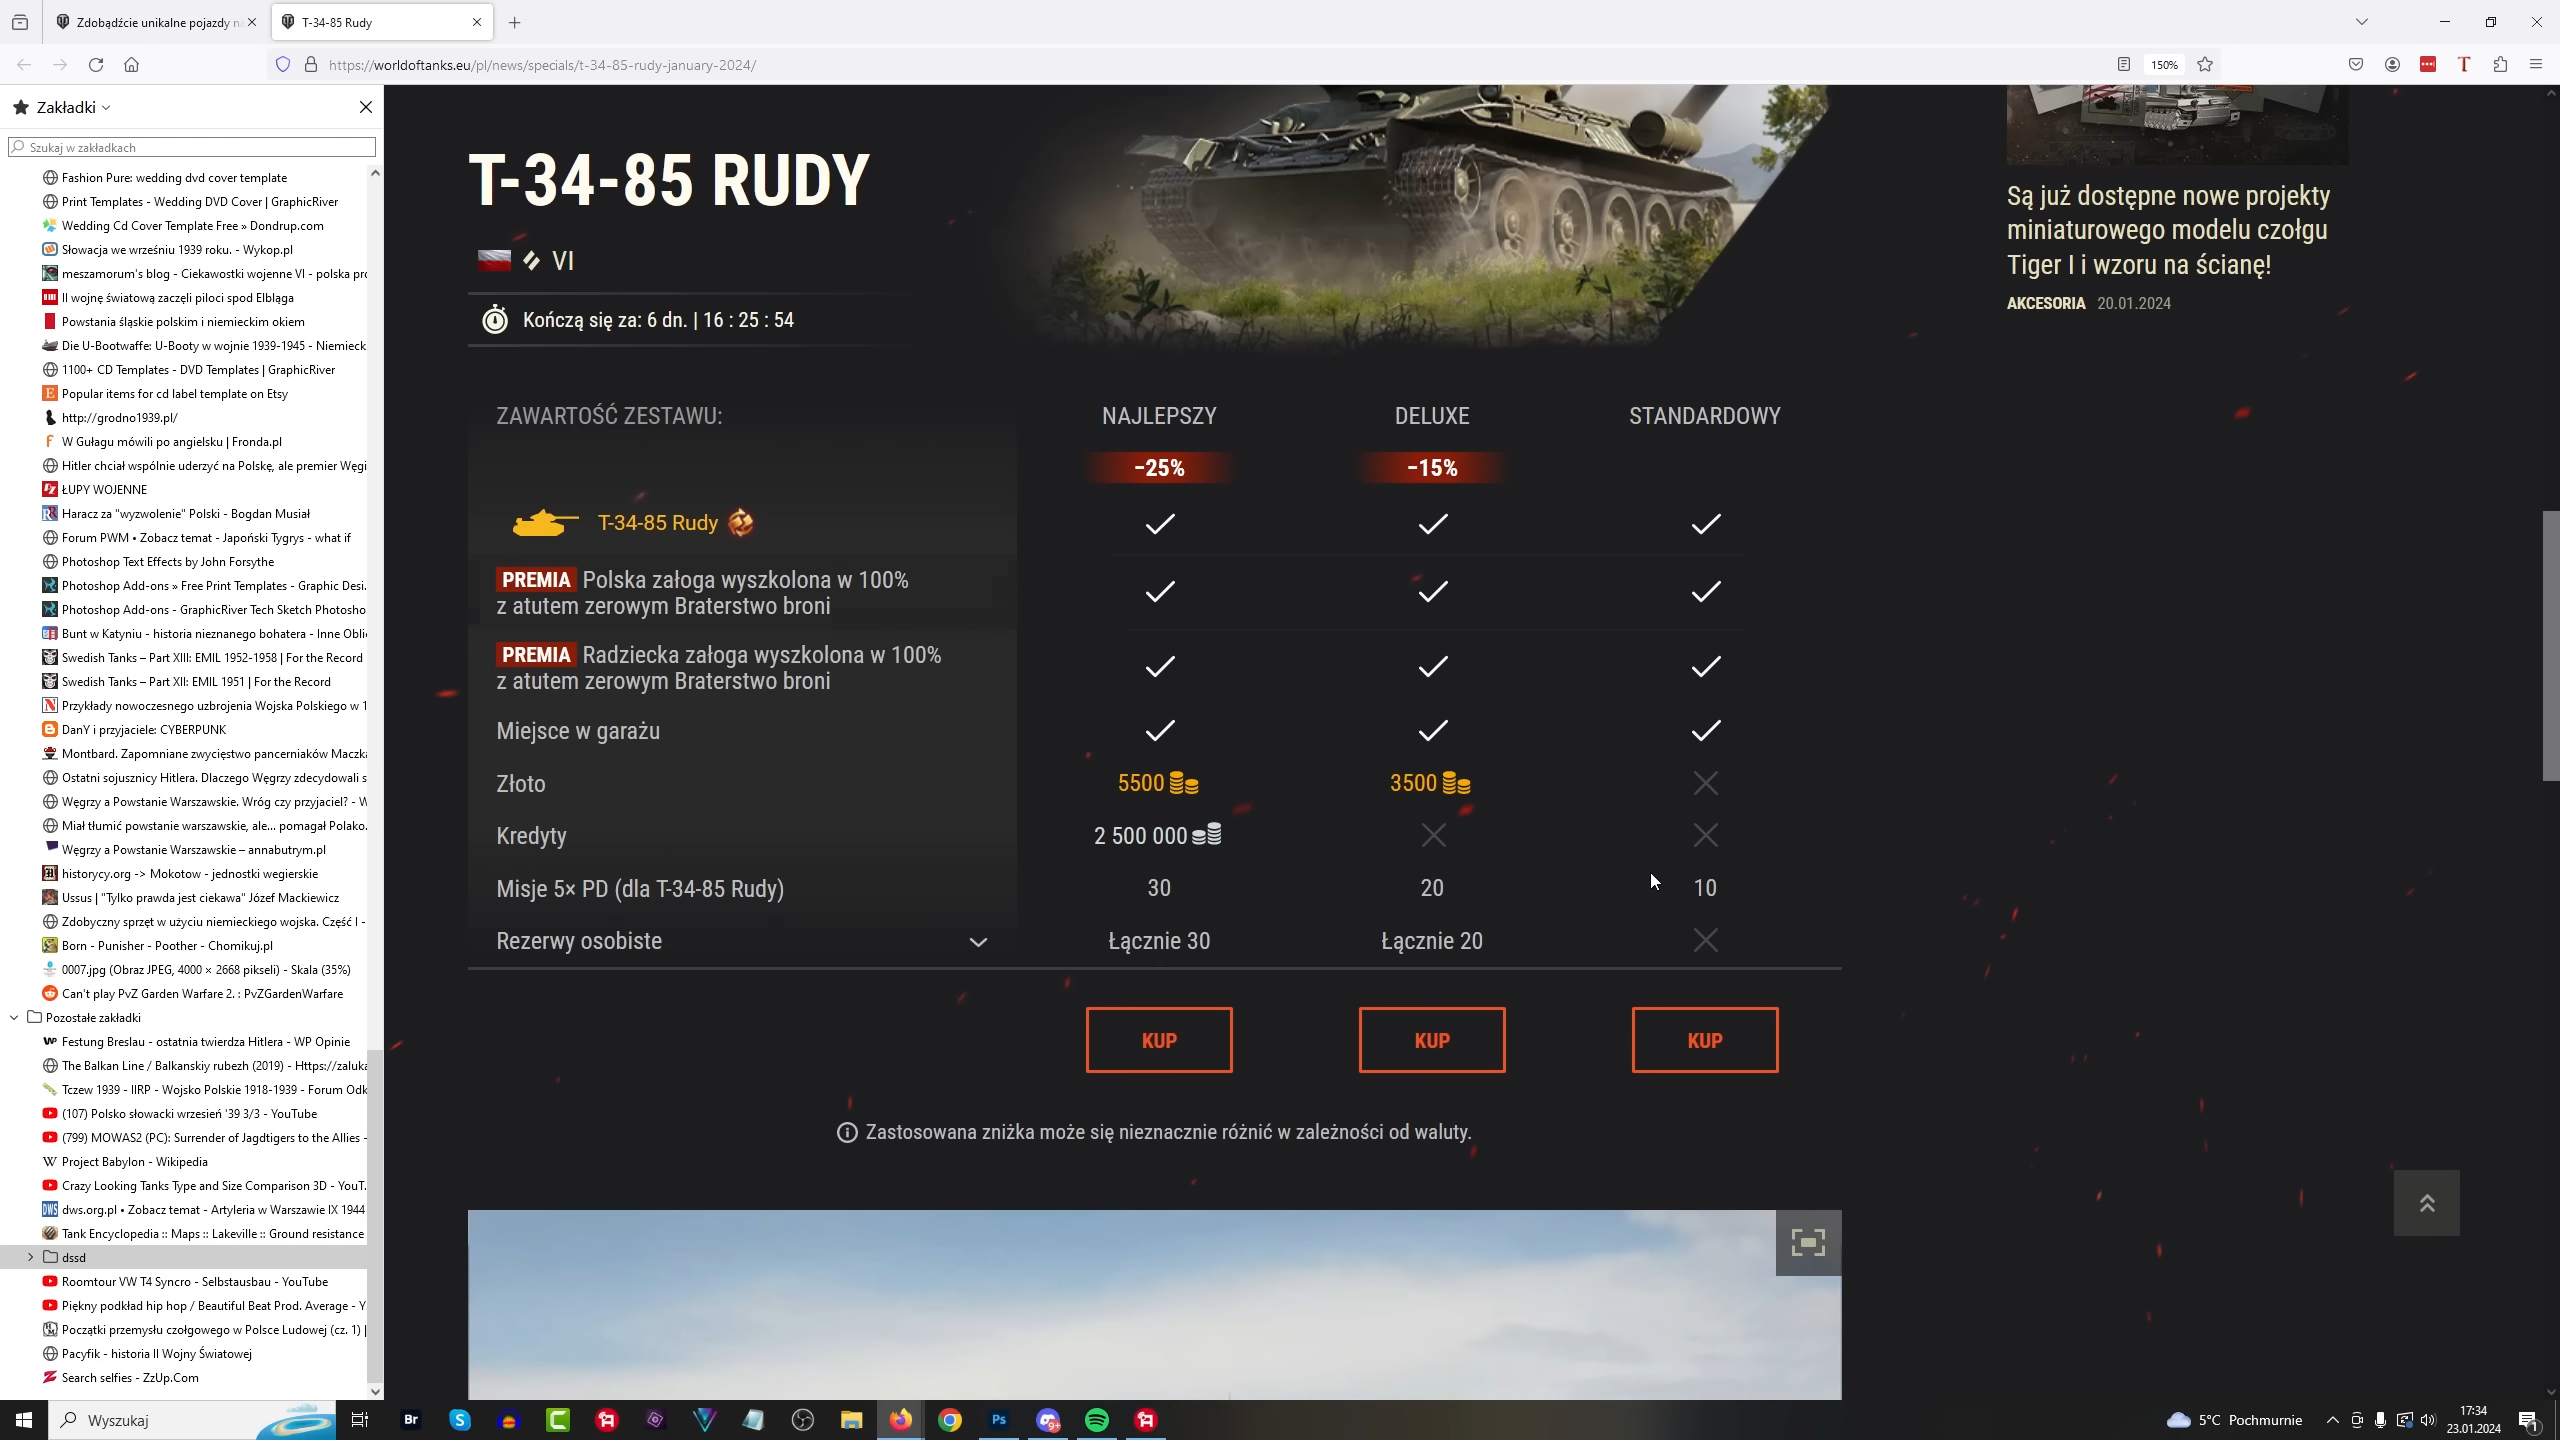 Zdobądźcie unikalne pojazdy
T-34-85 Rudy
https://worldoftanks.eu/pl/news/specials/t-34-85-rudy-january-2024/
150%
Zakładki
Szukaj w zakładkach
Fashion Pure: wedding dvd cover template
Print Templates - Wedding DVD Cover | GraphicRiver
Wedding Cd Cover Template Free » Dondrup.com
Słowacja we wrześniu 1939 roku. - Wykop.pl
meszamorum's blog - Ciekawostki wojenne VI - polska pro
II wojnę światową zaczęli piloci spod Elbląga
Powstania śląskie polskim i niemieckim okiem
Die U-Bootwaffe: U-Booty w wojnie 1939-1945 - Niemieck
1100+ CD Templates - DVD Templates | GraphicRiver
Popular items for cd label template on Etsy
http://grodno1939.pl/
W Gułagu mówili po angielsku | Fronda.pl
Hitler chciał wspólnie uderzyć na Polskę, ale premier Węgi
ŁUPY WOJENNE
Haracz za "wyzwolenie" Polski - Bogdan Musiał
Forum PWM • Zobacz temat - Japoński Tygrys - what if
Photoshop Text Effects by John Forsythe
Photoshop Add-ons » Free Print Templates - Graphic Desi.
Photoshop Add-ons - GraphicRiver Tech Sketch Photosho
Bunt w Katyniu - historia nieznanego bohatera - Inne Obli
Swedish Tanks – Part XIII: EMIL 1952-1958 | For the Record
Swedish Tanks – Part XII: EMIL 1951 | For the Record
Przykłady nowoczesnego uzbrojenia Wojska Polskiego w 1
DanY i przyjaciele: CYBERPUNK
Montbard. Zapomniane zwycięstwo pancerniaków Maczka
Ostatni sojusznicy Hitlera. Dlaczego Węgrzy zdecydowali s
Węgrzy a Powstanie Warszawskie. Wróg czy przyjaciel? - W
Miał tłumić powstanie warszawskie, ale... pomagał Polako.
Węgrzy a Powstanie Warszawskie – annabutrym.pl
historycy.org -> Mokotow - jednostki wegierskie
Ussus | "Tylko prawda jest ciekawa" Józef Mackiewicz
Zdobyczny sprzęt w użyciu niemieckiego wojska. Część I -
Born - Punisher - Poother - Chomikuj.pl
0007.jpg (Obraz JPEG, 4000 × 2668 pikseli) - Skala (35%)
Can't play PvZ Garden Warfare 2. : PvZGardenWarfare
Pozostałe zakładki
Festung Breslau - ostatnia twierdza Hitlera - WP Opinie
The Balkan Line / Balkanskiy rubezh (2019) - Https://zaluka
Tczew 1939 - IIRP - Wojsko Polskie 1918-1939 - Forum Odk
(107) Polsko słowacki wrzesień '39 3/3 - YouTube
(799) MOWAS2 (PC): Surrender of Jagdtigers to the Allies -
Project Babylon - Wikipedia
Crazy Looking Tanks Type and Size Comparison 3D - YouT.
dws.org.pl • Zobacz temat - Artyleria w Warszawie IX 1944
Tank Encyclopedia :: Maps :: Lakeville :: Ground resistance
dssd
Roomtour VW T4 Syncro - Selbstausbau - YouTube
Piękny podkład hip hop / Beautiful Beat Prod. Average - Y
Początki przemysłu czołgowego w Polsce Ludowej (cz. 1) |
Pacyfik - historia II Wojny Światowej
Search selfies - ZzUp.Com
T-34-85 RUDY
VI
Kończą się za: 6 dn. | 16 : 25 : 54
ZAWARTOŚĆ ZESTAWU: NAJLEPSZY DELUXE STANDARDOWY
-25% -15%
T-34-85 Rudy
PREMIA Polska załoga wyszkolona w 100%
z atutem zerowym Braterstwo broni
PREMIA Radziecka załoga wyszkolona w 100%
z atutem zerowym Braterstwo broni
Miejsce w garażu
Złoto 5500 3500
Kredyty 2 500 000
Misje 5× PD (dla T-34-85 Rudy) 30 20 10
Rezerwy osobiste Łącznie 30 Łącznie 20
KUP KUP KUP
Zastosowana zniżka może się nieznacznie różnić w zależności od waluty.
Są już dostępne nowe projekty
miniaturowego modelu czołgu
Tiger I i wzoru na ścianę!
AKCESORIA 20.01.2024
Wyszukaj
Br
Ps
9+
5°C Pochmurnie
17:34
23.01.2024
1